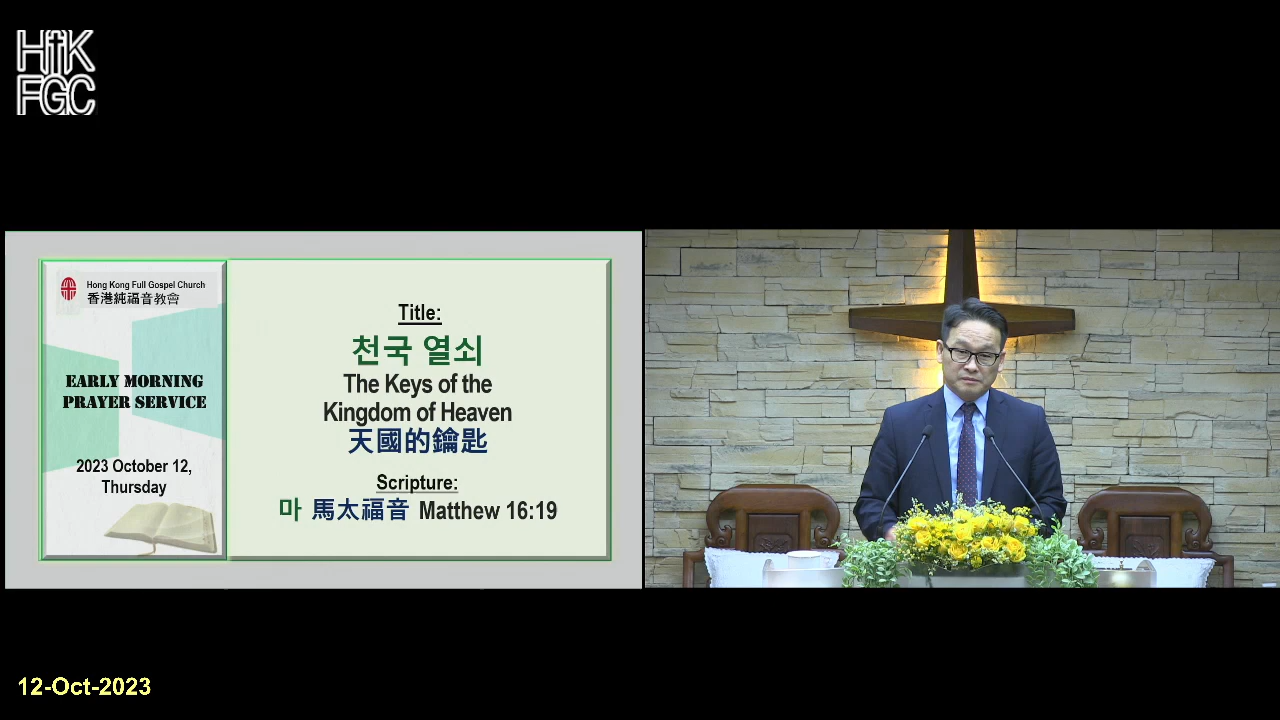 HfK
FGC
Hong Kong Full Gospel Church
香港純福音教會
EARLY MORNING
PRAYER SERVICE
2023 October 12,
Thursday
Title:
천국 열쇠
The Keys of the
Kingdom of Heaven
天國的鑰匙
Scripture:
마 馬太福音 Matthew 16:19
12-Oct-2023